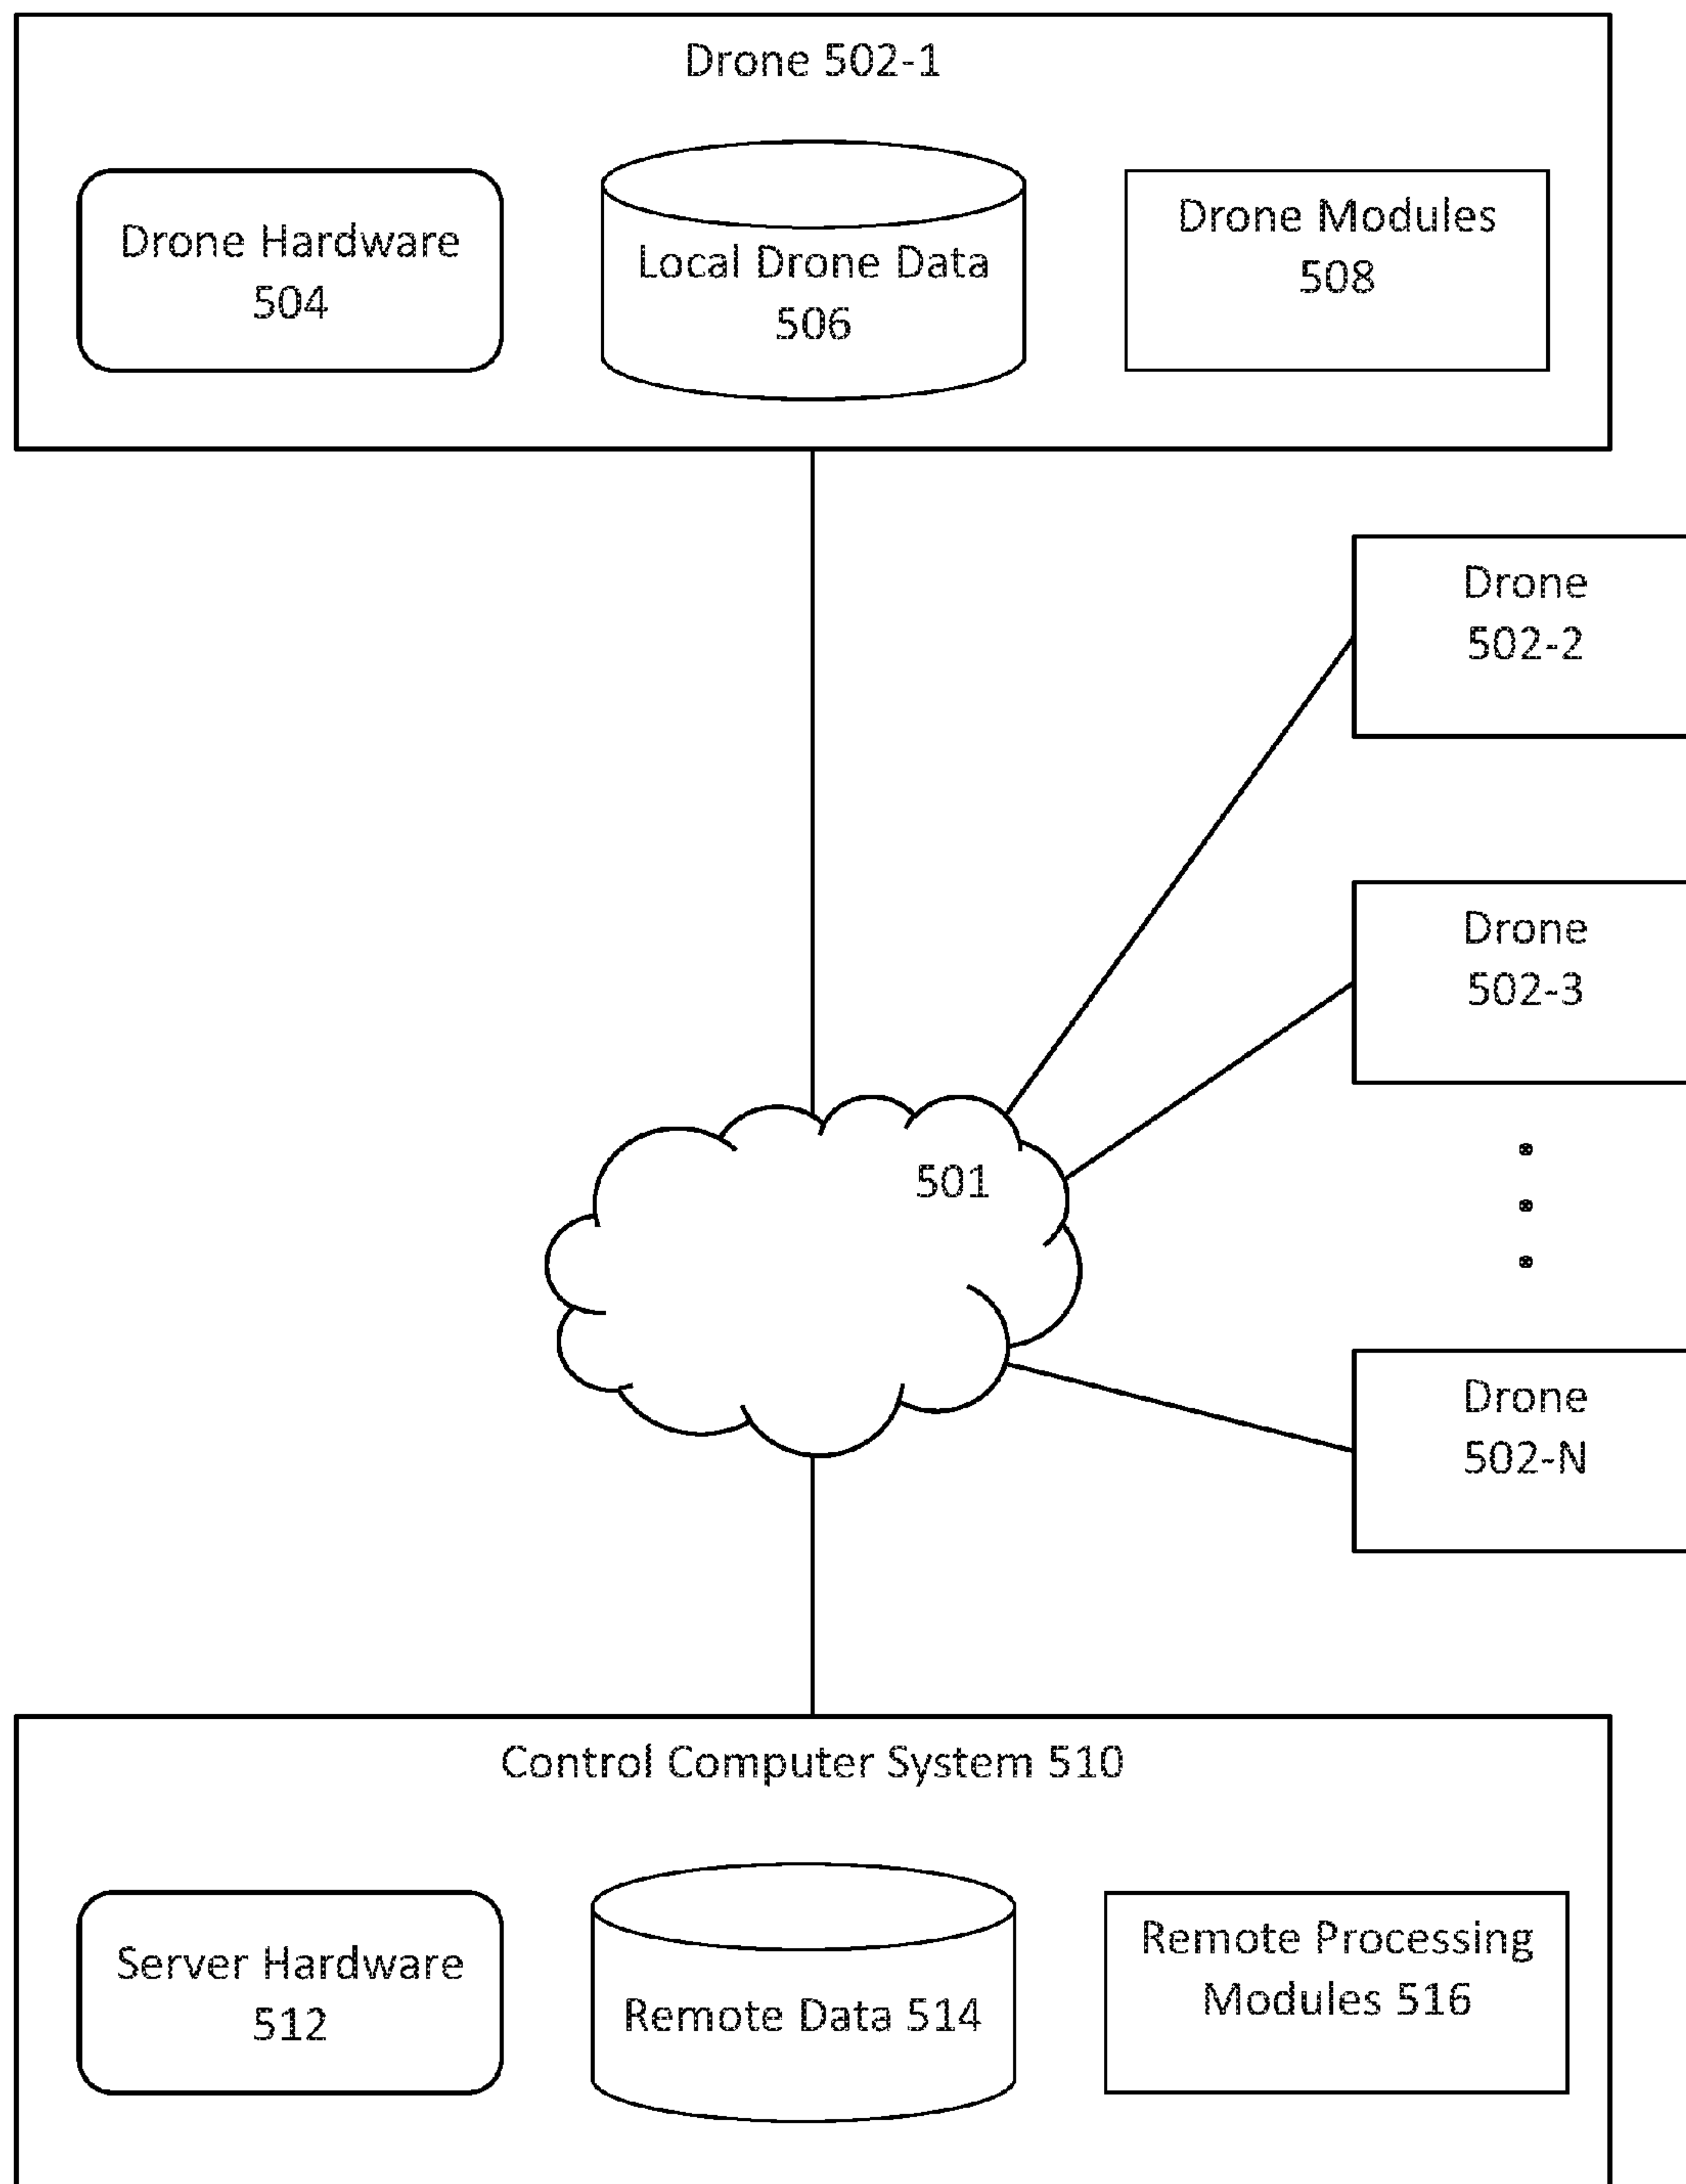 Drone 502-1
Drone Hardware
504
Local Drone Data
506
Drone Modules
508
Drone
502-2
Drone
502-3
501
Drone
502-N
Control Computer System 510
Server Hardware
512
Remote Data 514
Remote Processing
Modules 516